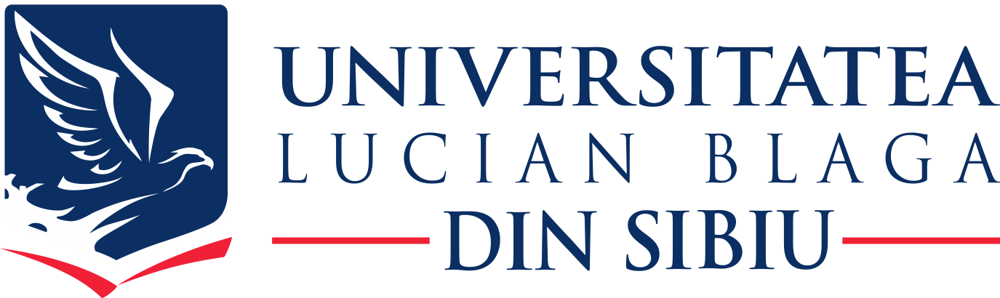 UNIVERSITATEA
LUCIAN BLAGA
DIN SIBIU